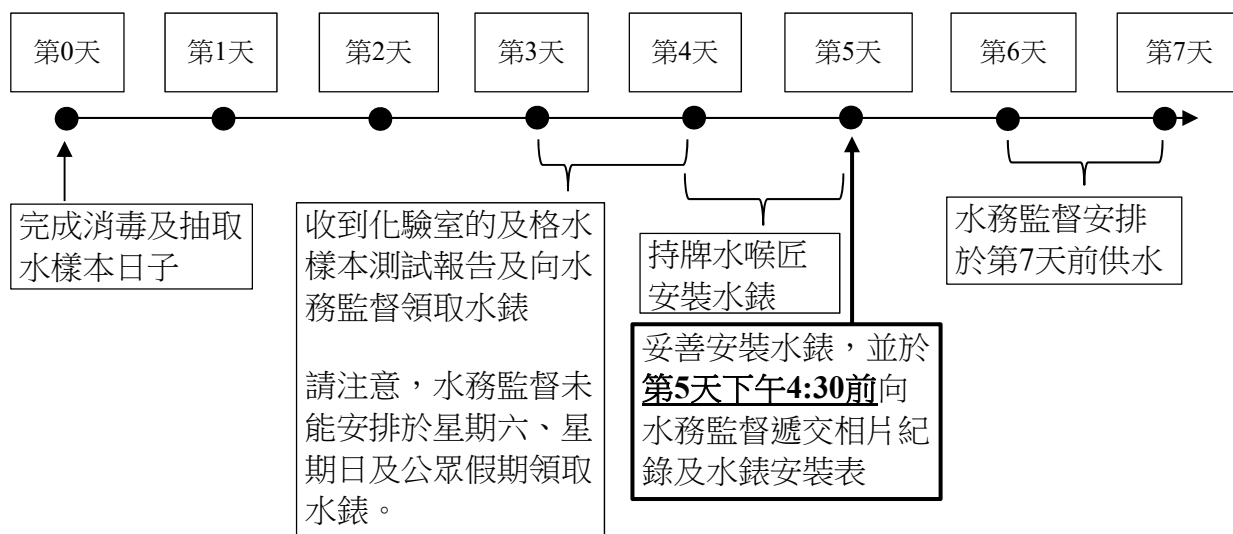 第0天
第1天
第2天
第3天
第4天
第5天
第6天
第7天
完成消毒及抽取
水樣本日子
收到化驗室的及格水
樣本測試報告及向水
務監督領取水錶
請注意，水務監督未
能安排於星期六、星
期日及公眾假期領取
水錶。
持牌水喉匠
安裝水錶
妥善安裝水錶，並於
第5天下午4:30前向
水務監督遞交相片紀
錄及水錶安裝表
水務監督安排
於第7天前供水